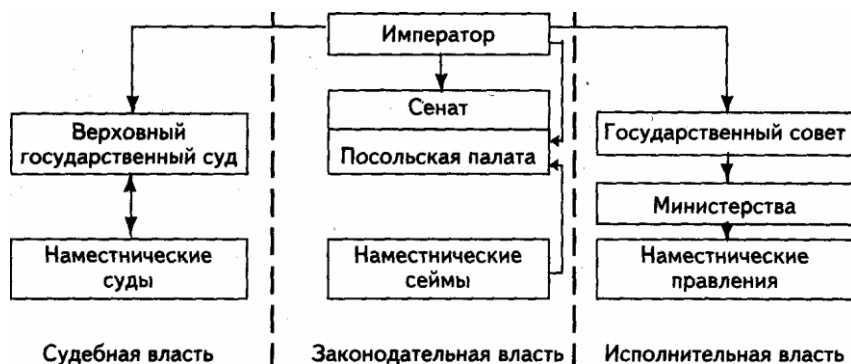 Император
Сенат
Посольская палата
Наместнические
сеймы
Верховный
государственный суд
Наместнические
суды
Государственный совет
Министерства
Наместнические
правления
Судебная власть
Законодательная власть
Исполнительная власть